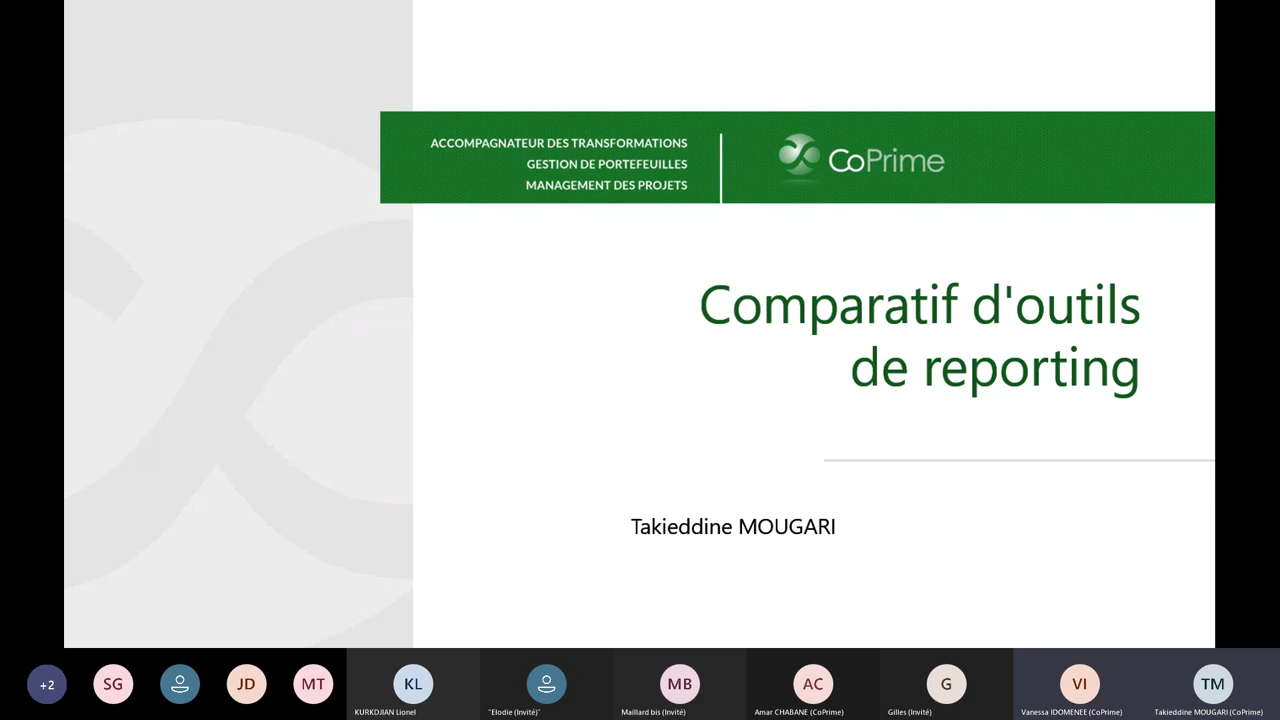 ACCOMPAGNATEUR DES TRANSFORMATIONS
GESTION DE PORTEFEUILLES
MANAGEMENT DES PROJETS
CoPrime
Comparatif d'outils
de reporting
Takieddine MOUGARI
+2
SG
JD
MT
KL
MB
AC
G
VI
TM
KURKDJIAN Lionel
"Elodie (Invité)"
Maillard bis (Invité)
Amar CHABANE (CoPrime)
Gilles (Invité)
Vanessa IDOMENEE (CoPrime)
Takieddine MOUGARI (CoPrime)